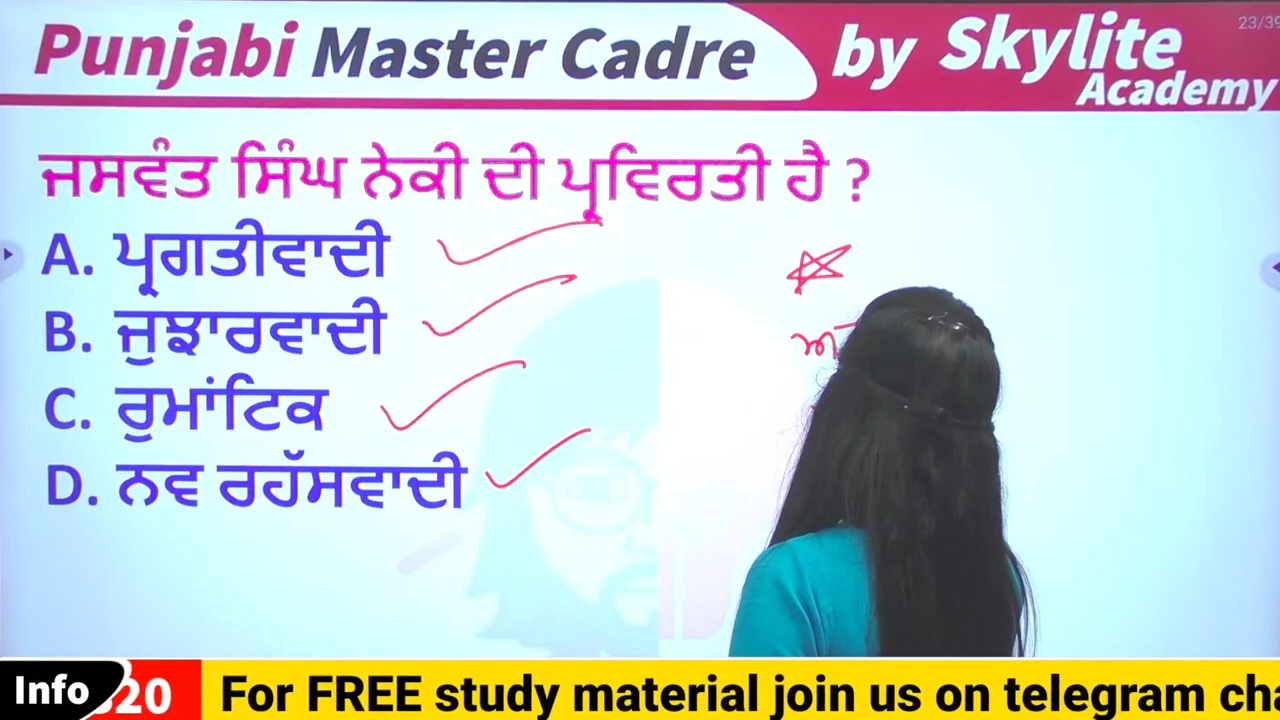 Punjabi Master Cadre
by Skylite
Academy
23/39
ਜਸਵੰਤ ਸਿੰਘ ਨੇਕੀ ਦੀ ਪ੍ਰਵਿਰਤੀ ਹੈ ?
A. ਪ੍ਰਗਤੀਵਾਦੀ
B. ਜੁਝਾਰਵਾਦੀ
C. ਰੁਮਾਂਟਿਕ
D. ਨਵ ਰਹੱਸਵਾਦੀ
Info 20 For FREE study material join us on telegram